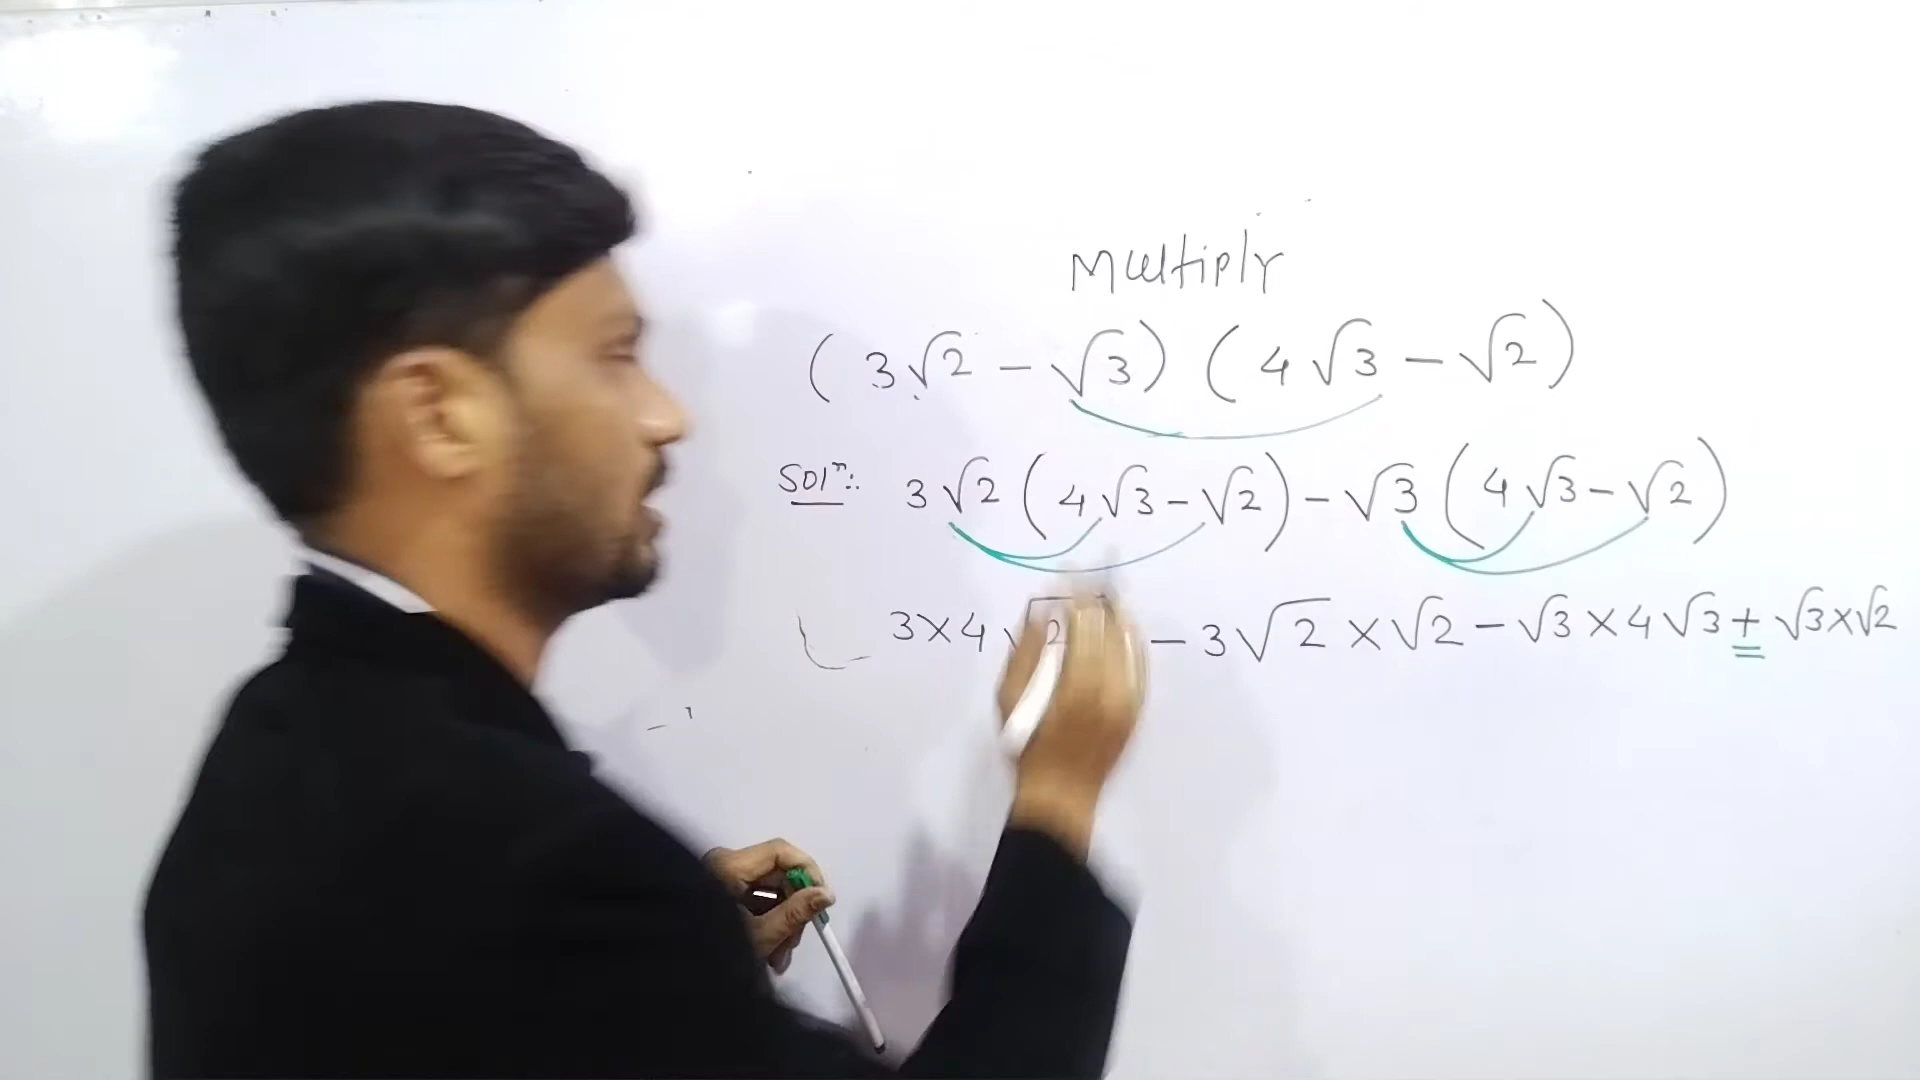 Multiply
(3√2 - √3) (4√3 - √2)
Solⁿ:. 3√2 (4√3 - √2) - √3 (4√3 - √2)
3×4√2 - 3√2 × √2 - √3 × 4√3 + √3×√2